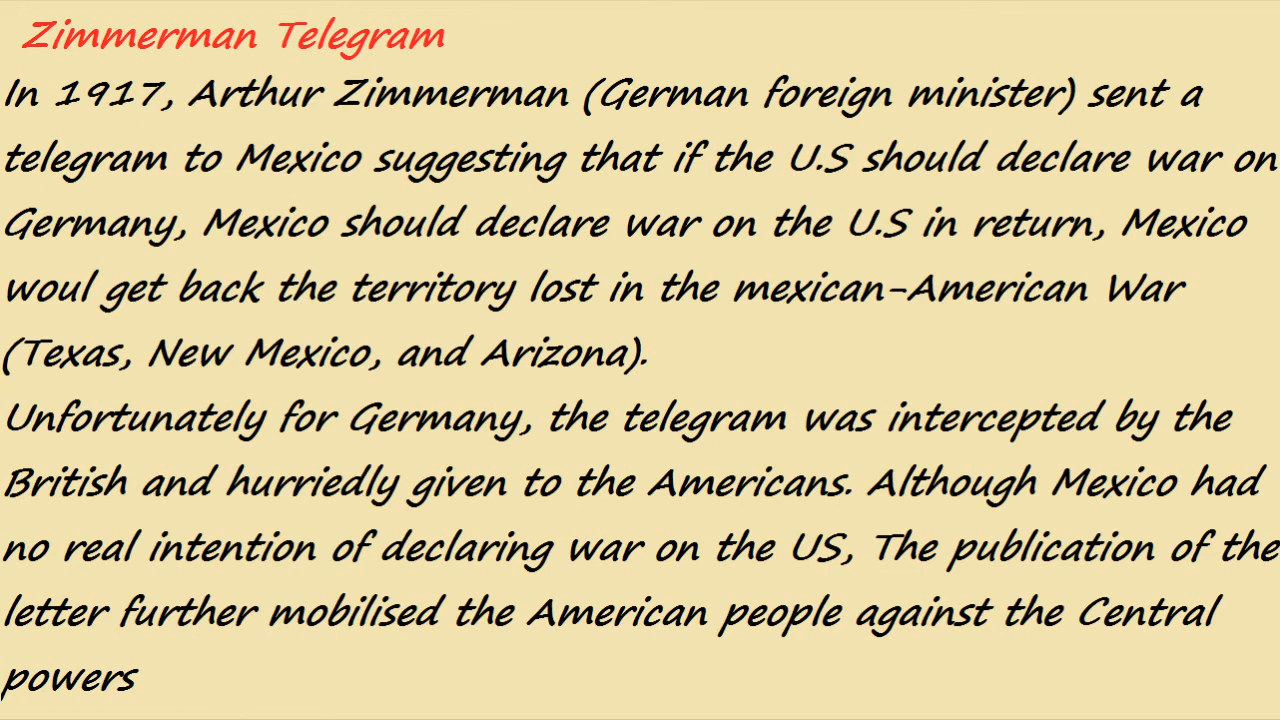 Zimmerman Telegram
In 1917, Arthur Zimmerman (German foreign minister) sent a
telegram to Mexico suggesting that if the U.S should declare war on
Germany, Mexico should declare war on the U.S in return, Mexico
woul get back the territory lost in the mexican-American War
(Texas, New Mexico, and Arizona).
Unfortunately for Germany, the telegram was intercepted by the
British and hurriedly given to the Americans. Although Mexico had
no real intention of declaring war on the US, The publication of the
letter further mobilised the American people against the Central
powers